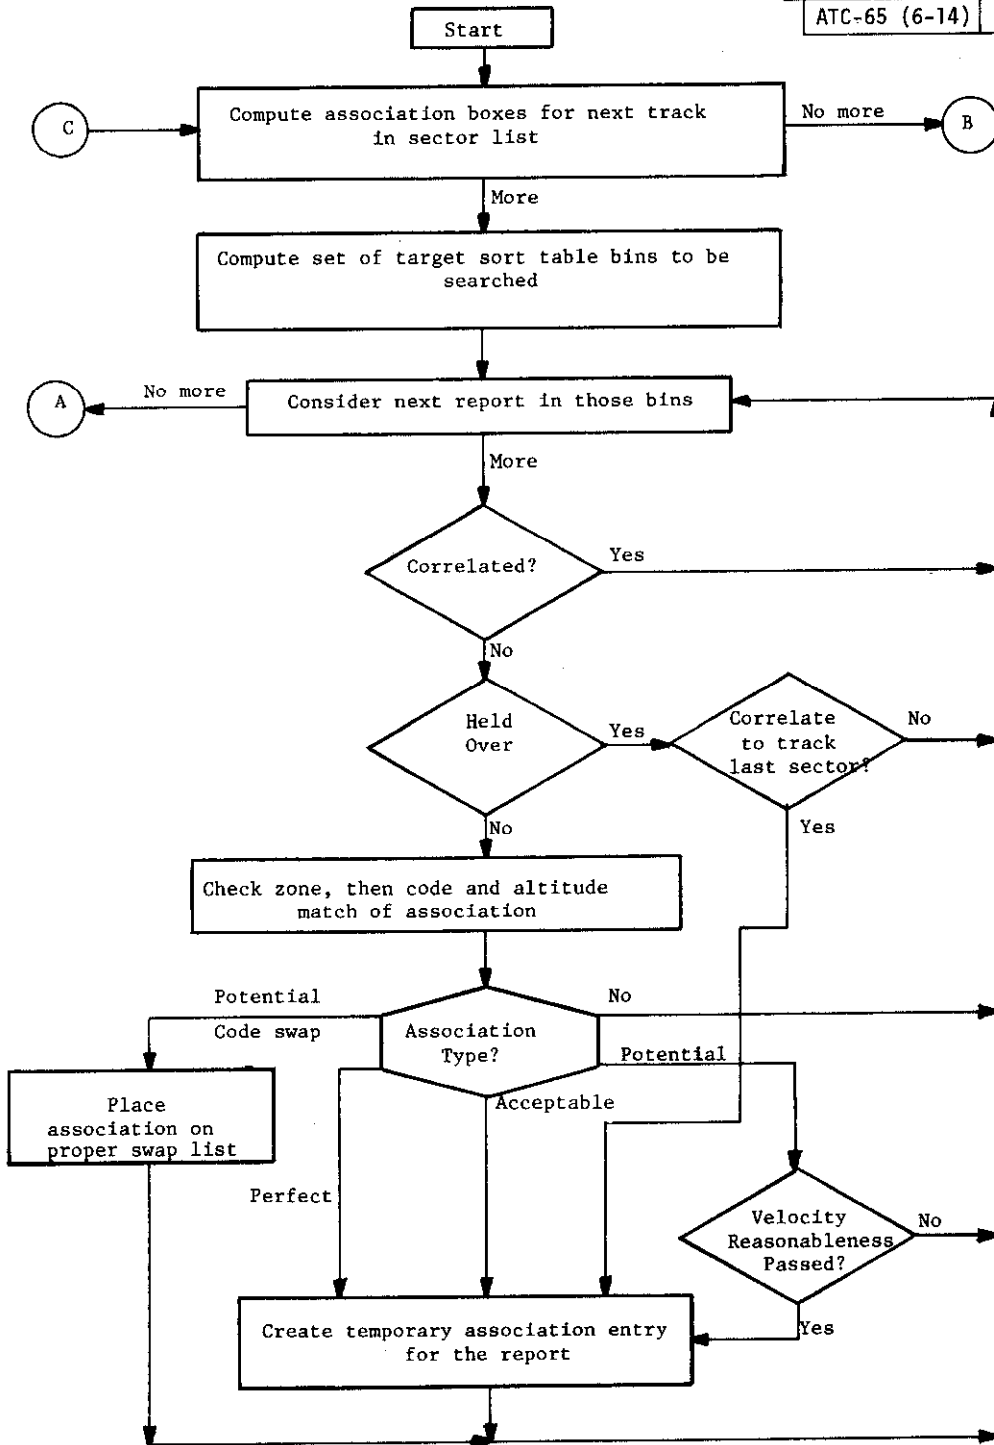 ATC-65 (6-14)
Start
C
Compute association boxes for next track
in sector list
No more
B
More
Compute set of target sort table bins to be
searched
A
No more
Consider next report in those bins
More
Correlated?
Yes
No
Held
Over
Yes
Correlate
to track
last sector?
No
Yes
No
Check zone, then code and altitude
match of association
Potential
Code swap
Association
Type?
No
Potential
Acceptable
Place
association on
proper swap list
Perfect
Velocity
Reasonableness
Passed?
No
Yes
Create temporary association entry
for the report